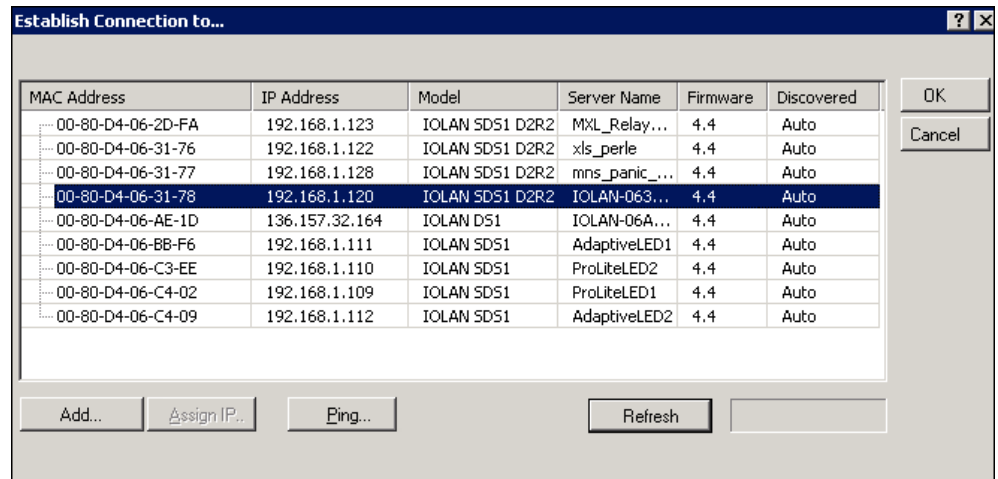 Establish Connection to...
MAC Address IP Address Model Server Name Firmware Discovered
00-80-D4-06-2D-FA 192.168.1.123 IOLAN SDS1 D2R2 MXL_Relay... 4.4 Auto
00-80-D4-06-31-76 192.168.1.122 IOLAN SDS1 D2R2 xls_perle 4.4 Auto
00-80-D4-06-31-77 192.168.1.128 IOLAN SDS1 D2R2 mns_panic_... 4.4 Auto
00-80-D4-06-31-78 192.168.1.120 IOLAN SDS1 D2R2 IOLAN-063... 4.4 Auto
00-80-D4-06-AE-1D 136.157.32.164 IOLAN DS1 IOLAN-06A... 4.4 Auto
00-80-D4-06-BB-F6 192.168.1.111 IOLAN SDS1 AdaptiveLED1 4.4 Auto
00-80-D4-06-C3-EE 192.168.1.110 IOLAN SDS1 ProLiteLED2 4.4 Auto
00-80-D4-06-C4-02 192.168.1.109 IOLAN SDS1 ProLiteLED1 4.4 Auto
00-80-D4-06-C4-09 192.168.1.112 IOLAN SDS1 AdaptiveLED2 4.4 Auto
OK
Cancel
Add... Assign IP.. Ping... Refresh